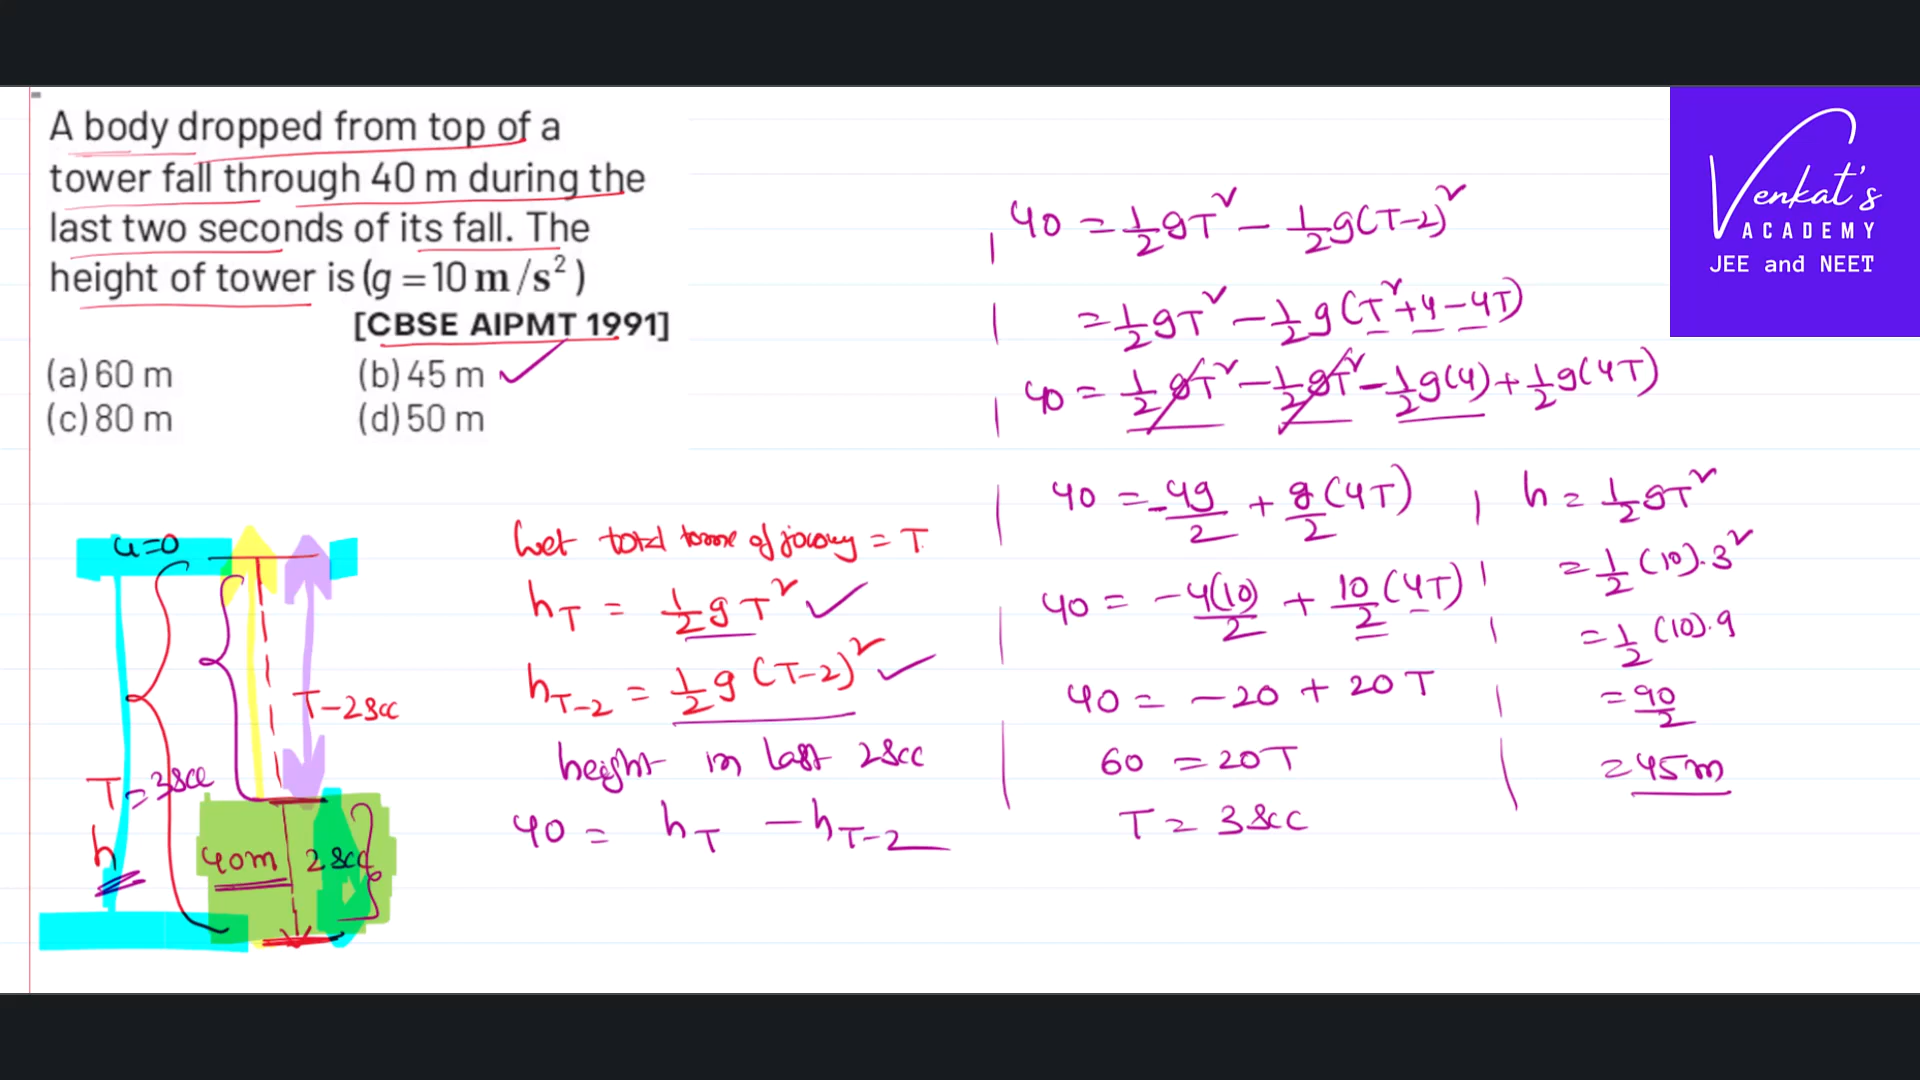 A body dropped from top of a
tower fall through 40 m during the
last two seconds of its fall. The
height of tower is (g = 10 m/s²)
[CBSE AIPMT 1991]
(a) 60 m (b) 45 m ✓
(c) 80 m (d) 50 m
u=0
T-2sec
T = 3sec
h
40m 2sec
Let total time of = T
h_T = 1/2 g T² ✓
h_{T-2} = 1/2 g (T-2)² ✓
height in last 2sec
40 = h_T - h_{T-2}
40 = 1/2 gT² - 1/2 g(T-2)²
= 1/2 gT² - 1/2 g(T²+4-4T)
40 = 1/2 gT² - 1/2 gT² - 1/2 g(4) + 1/2 g(4T)
40 = -4g/2 + g/2 (4T)
40 = -4(10)/2 + 10/2 (4T)
40 = -20 + 20T
60 = 20T
T = 3sec
h = 1/2 gT²
= 1/2 (10).3²
= 1/2 (10).9
= 90/2
= 45m
Venkat's
ACADEMY
JEE and NEET